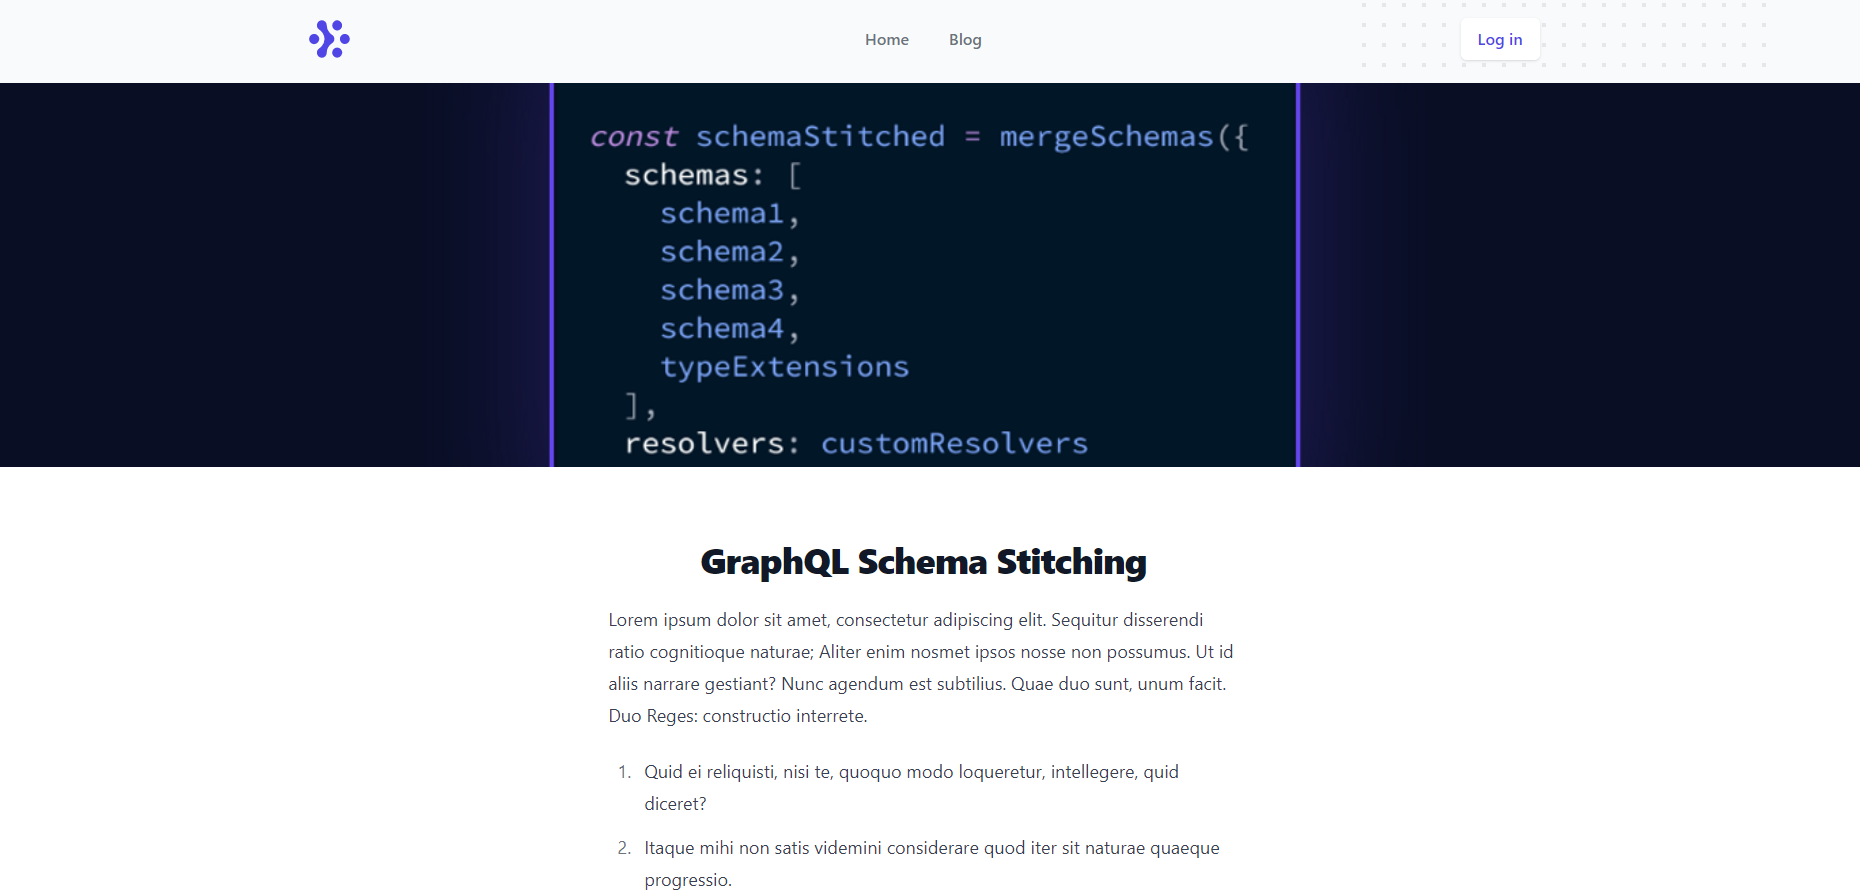 Home
Blog
Log in
const schemaStitched = mergeSchemas({
schemas: [
schema1,
schema2,
schema3,
schema4,
typeExtensions
],
resolvers: customResolvers
GraphQL Schema Stitching
Lorem ipsum dolor sit amet, consectetur adipiscing elit. Sequitur disserendi
ratio cognitioque naturae; Aliter enim nosmet ipsos nosse non possumus. Ut id
aliis narrare gestiant? Nunc agendum est subtilius. Quae duo sunt, unum facit.
Duo Reges: constructio interrete.
1. Quid ei reliquisti, nisi te, quoquo modo loqueretur, intellegere, quid
diceret?
2. Itaque mihi non satis videmini considerare quod iter sit naturae quaeque
progressio.